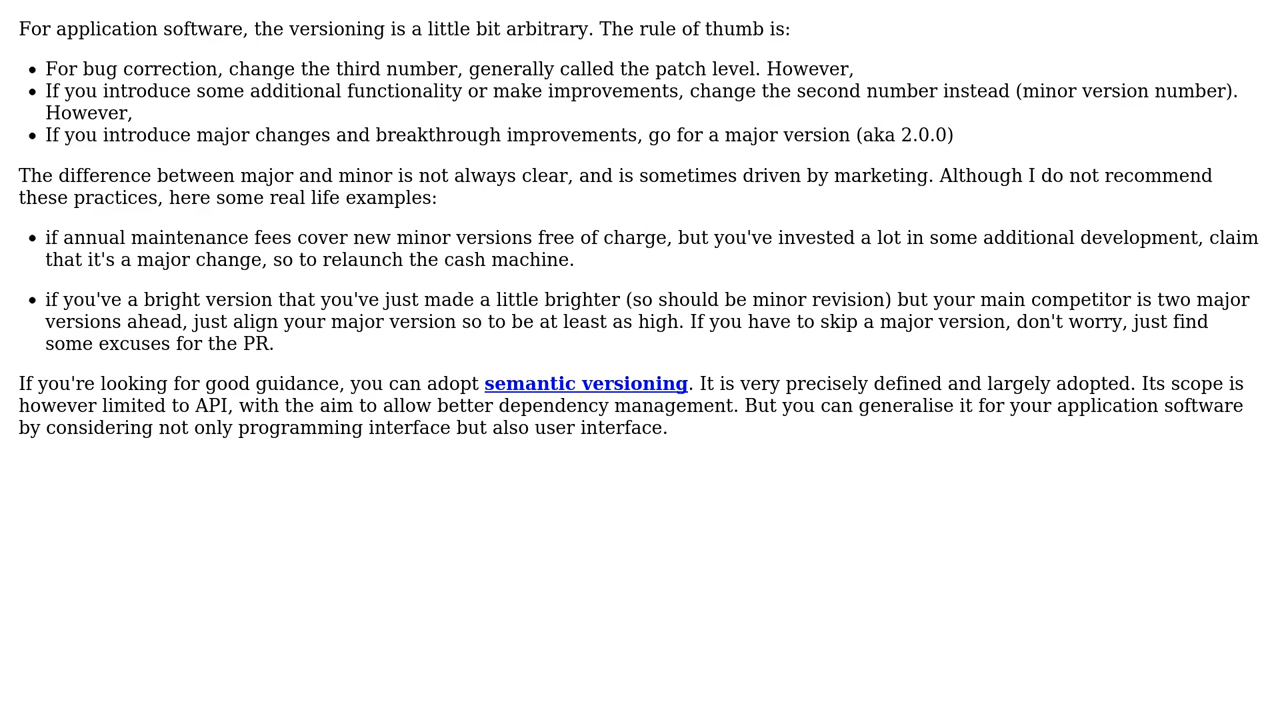 For application software, the versioning is a little bit arbitrary. The rule of thumb is:
• For bug correction, change the third number, generally called the patch level. However,
• If you introduce some additional functionality or make improvements, change the second number instead (minor version number).
However,
• If you introduce major changes and breakthrough improvements, go for a major version (aka 2.0.0)
The difference between major and minor is not always clear, and is sometimes driven by marketing. Although I do not recommend
these practices, here some real life examples:
• if annual maintenance fees cover new minor versions free of charge, but you've invested a lot in some additional development, claim
that it's a major change, so to relaunch the cash machine.
• if you've a bright version that you've just made a little brighter (so should be minor revision) but your main competitor is two major
versions ahead, just align your major version so to be at least as high. If you have to skip a major version, don't worry, just find
some excuses for the PR.
If you're looking for good guidance, you can adopt semantic versioning. It is very precisely defined and largely adopted. Its scope is
however limited to API, with the aim to allow better dependency management. But you can generalise it for your application software
by considering not only programming interface but also user interface.